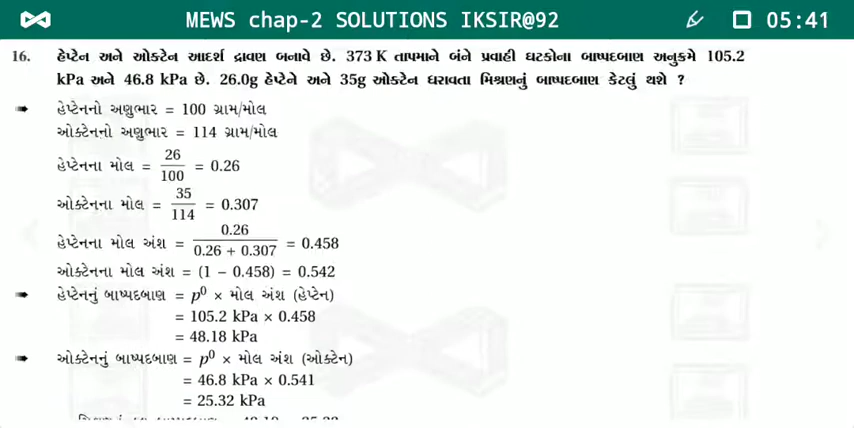 MEWS chap-2 SOLUTIONS IKSIR@92 05:41
16. હેપ્ટેન અને ઓક્ટેન આદર્શ દ્રાવણ બનાવે છે. 373 K તાપમાને બંને પ્રવાહી ઘટકોના બાષ્પદબાણ અનુક્રમે 105.2
kPa અને 46.8 kPa છે. 26.0g હેપ્ટેને અને 35g ઓક્ટેન ધરાવતા મિશ્રણનું બાષ્પદબાણ કેટલું થશે ?
➠ હેપ્ટેનનો અણુભાર = 100 ગ્રામ/મોલ
ઓક્ટેનનો અણુભાર = 114 ગ્રામ/મોલ
હેપ્ટેનના મોલ = 26/100 = 0.26
ઓક્ટેનના મોલ = 35/114 = 0.307
હેપ્ટેનના મોલ અંશ = 0.26/0.26 + 0.307 = 0.458
ઓક્ટેનના મોલ અંશ = (1 − 0.458) = 0.542
➠ હેપ્ટેનનું બાષ્પદબાણ = p⁰ × મોલ અંશ (હેપ્ટેન)
= 105.2 kPa × 0.458
= 48.18 kPa
➠ ઓક્ટેનનું બાષ્પદબાણ = p⁰ × મોલ અંશ (ઓક્ટેન)
= 46.8 kPa × 0.541
= 25.32 kPa